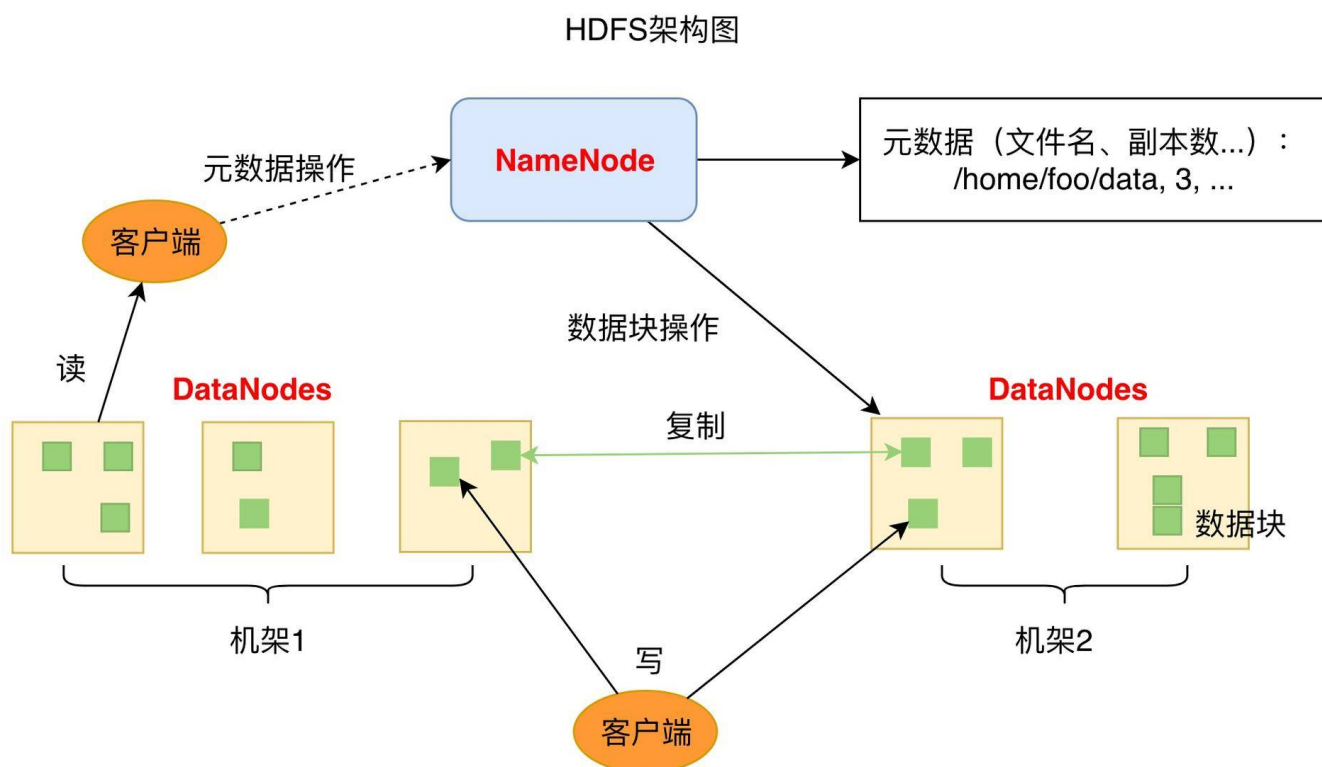 HDFS架构图
NameNode
元数据（文件名、副本数...）：
/home/foo/data, 3, ...
元数据操作
客户端
数据块操作
读
DataNodes
DataNodes
复制
数据块
机架1
机架2
写
客户端